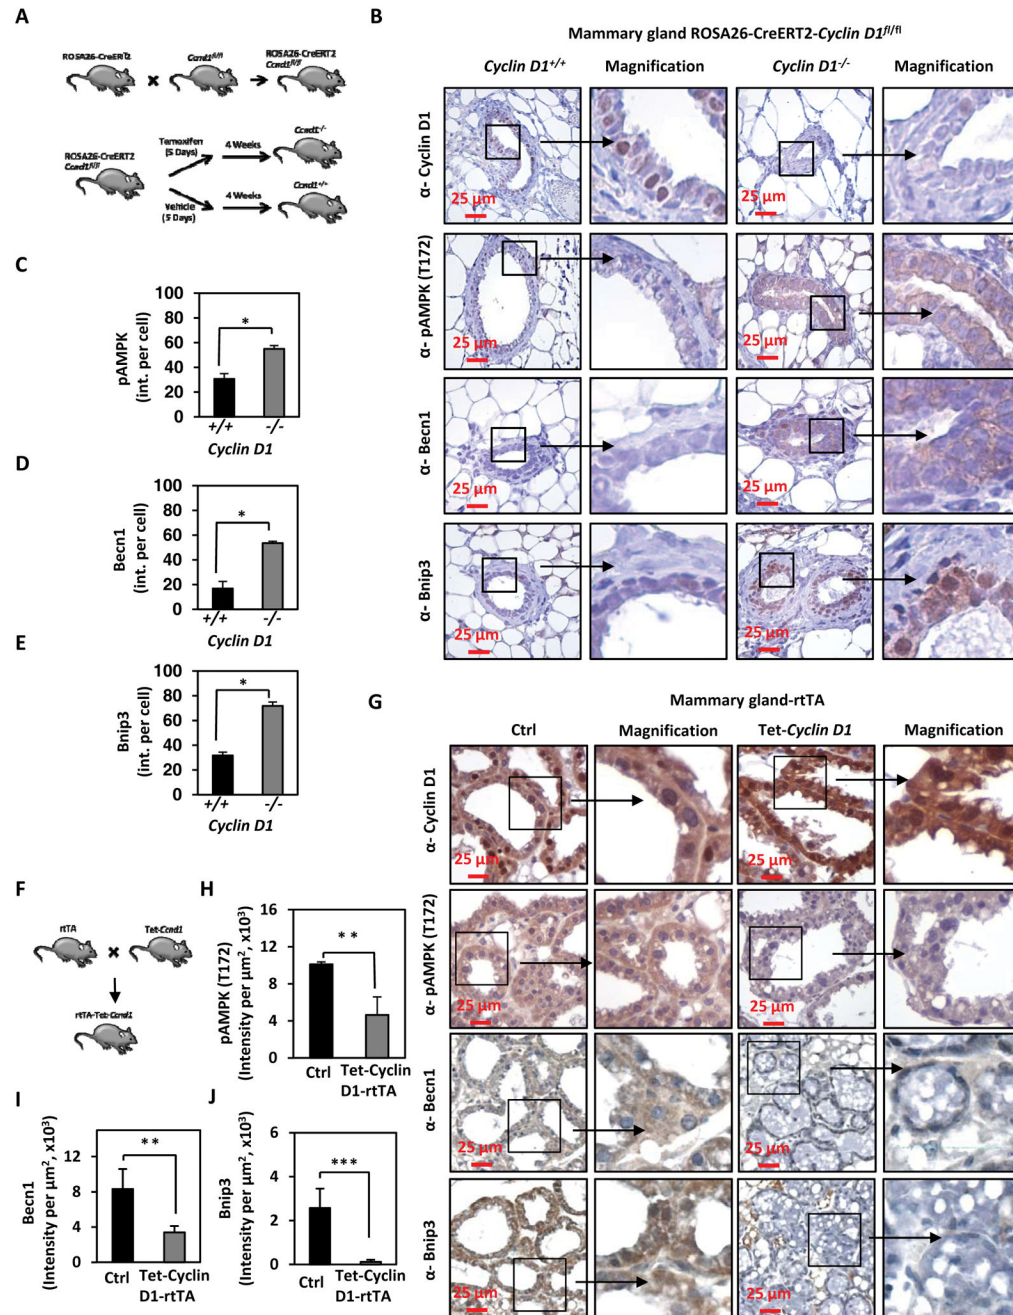 A
ROSA26-CreERT2
Ccnd1fl/fl
ROSA26-CreERT2
Ccnd1fl/fl
ROSA26-CreERT2
Ccnd1fl/fl
Tamoxifen
(5 Days)
4 Weeks
Ccnd1-/-
Vehicle
(5 Days)
4 Weeks
Ccnd1+/+
B
Mammary gland ROSA26-CreERT2-Cyclin D1fl/fl
Cyclin D1+/+
Magnification
Cyclin D1-/-
Magnification
α- Cyclin D1
25 µm
25 µm
α- pAMPK (T172)
25 µm
25 µm
α- Becn1
25 µm
25 µm
α- Bnip3
25 µm
25 µm
C
pAMPK
(int. per cell)
100
80
60
40
20
0
*
+/+
-/-
Cyclin D1
D
Becn1
(int. per cell)
100
80
60
40
20
0
*
+/+
-/-
Cyclin D1
E
Bnip3
(int. per cell)
100
80
60
40
20
0
*
+/+
-/-
Cyclin D1
F
rtTA
Tet-Ccnd1
rtTA-Tet-Ccnd1
G
Mammary gland-rtTA
Ctrl
Magnification
Tet-Cyclin D1
Magnification
α- Cyclin D1
25 µm
25 µm
α- pAMPK (T172)
25 µm
25 µm
α- Becn1
25 µm
25 µm
α- Bnip3
25 µm
25 µm
H
pAMPK (T172)
(Intensity per µm², x10³)
16
12
8
4
0
**
Ctrl
Tet-Cyclin
D1-rtTA
I
Becn1
(Intensity per µm², x10³)
12
8
4
0
**
Ctrl
Tet-Cyclin
D1-rtTA
J
Bnip3
(Intensity per µm², x10³)
6
4
2
0
***
Ctrl
Tet-Cyclin
D1-rtTA